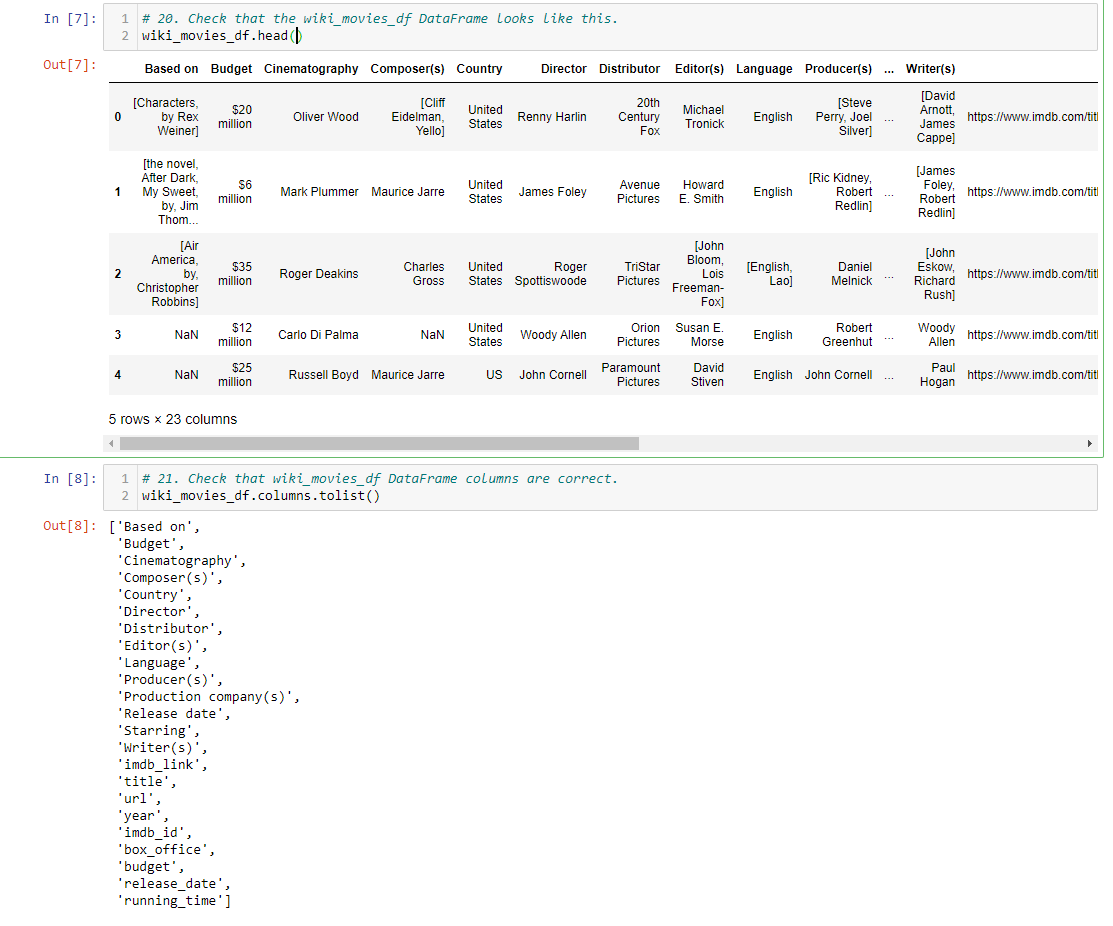 In [7]:
1 # 20. Check that the wiki_movies_df DataFrame looks like this.
2 wiki_movies_df.head()
Out[7]:
Based on Budget Cinematography Composer(s) Country Director Distributor Editor(s) Language Producer(s) ... Writer(s)
0 [Characters, by Rex Weiner] $20 million Oliver Wood [Cliff Eidelman, Yello] United States Renny Harlin 20th Century Fox Michael Tronick English [Steve Perry, Joel Silver] ... [David Arnott, James Cappe] https://www.imdb.com/titl
1 [the novel, After Dark, My Sweet, by, Jim Thom... $6 million Mark Plummer Maurice Jarre United States James Foley Avenue Pictures Howard E. Smith English [Ric Kidney, Robert Redlin] ... [James Foley, Robert Redlin] https://www.imdb.com/titl
2 [Air America, by, Christopher Robbins] $35 million Roger Deakins Charles Gross United States Roger Spottiswoode TriStar Pictures [John Bloom, Lois Freeman-Fox] [English, Lao] Daniel Melnick ... [John Eskow, Richard Rush] https://www.imdb.com/titl
3 NaN $12 million Carlo Di Palma NaN United States Woody Allen Orion Pictures Susan E. Morse English Robert Greenhut ... Woody Allen https://www.imdb.com/titl
4 NaN $25 million Russell Boyd Maurice Jarre US John Cornell Paramount Pictures David Stiven English John Cornell ... Paul Hogan https://www.imdb.com/titl
5 rows × 23 columns
In [8]:
1 # 21. Check that wiki_movies_df DataFrame columns are correct.
2 wiki_movies_df.columns.tolist()
Out[8]: ['Based on',
'Budget',
'Cinematography',
'Composer(s)',
'Country',
'Director',
'Distributor',
'Editor(s)',
'Language',
'Producer(s)',
'Production company(s)',
'Release date',
'Starring',
'Writer(s)',
'imdb_link',
'title',
'url',
'year',
'imdb_id',
'box_office',
'budget',
'release_date',
'running_time']